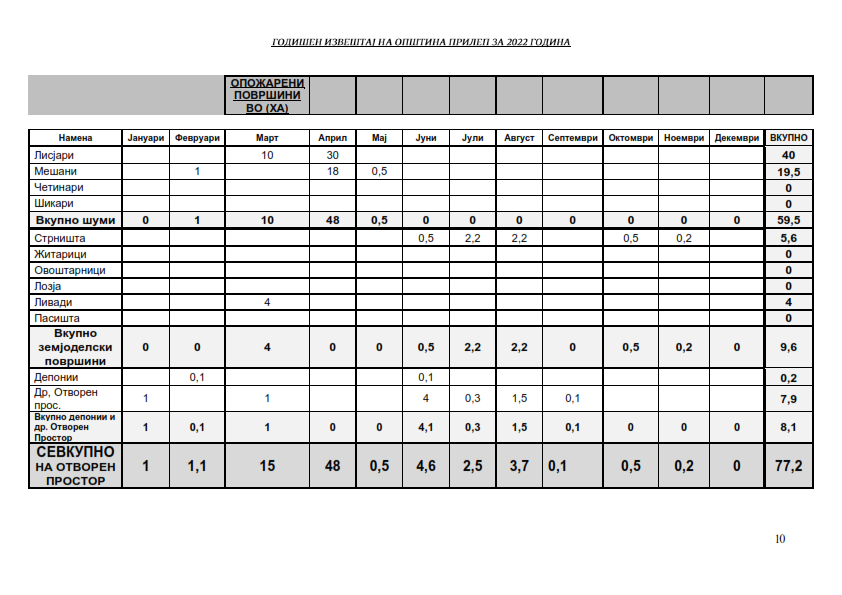 ГОДИШЕН ИЗВЕШТАЈ НА ОПШТИНА ПРИЛЕП ЗА 2022 ГОДИНА
ОПОЖАРЕНИ
ПОВРШИНИ
ВО (ХА)
Намена Јануари Февруари Март Април Мај Јуни Јули Август Септември Октомври Ноември Декември ВКУПНО
Лисјари 10 30 40
Мешани 1 18 0,5 19,5
Четинари 0
Шикари 0
Вкупно шуми 0 1 10 48 0,5 0 0 0 0 0 0 0 59,5
Стрништа 0,5 2,2 2,2 0,5 0,2 5,6
Житарици 0
Овоштарници 0
Лозја 0
Ливади 4 4
Пасишта 0
Вкупно
земјоделски 0 0 4 0 0 0,5 2,2 2,2 0 0,5 0,2 0 9,6
површини
Депонии 0,1 0,1 0,2
Др, Отворен
прос. 1 1 4 0,3 1,5 0,1 7,9
Вкупно депонии и
др. Отворен 1 0,1 1 0 0 4,1 0,3 1,5 0,1 0 0 0 8,1
Простор
СЕВКУПНО
НА ОТВОРЕН 1 1,1 15 48 0,5 4,6 2,5 3,7 0,1 0,5 0,2 0 77,2
ПРОСТОР
10